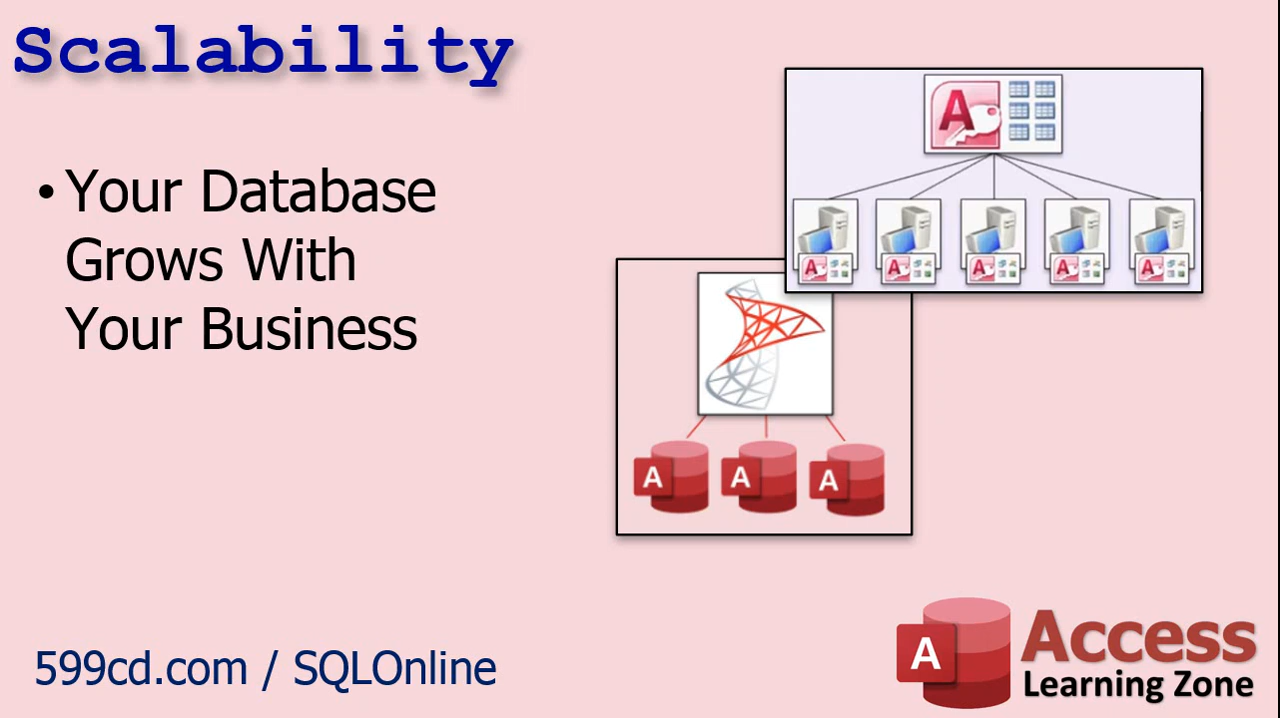 Scalability
• Your Database
Grows With
Your Business
A
A
A
A
A
A
A
A
A
599cd.com / SQLOnline
A
Access
Learning Zone